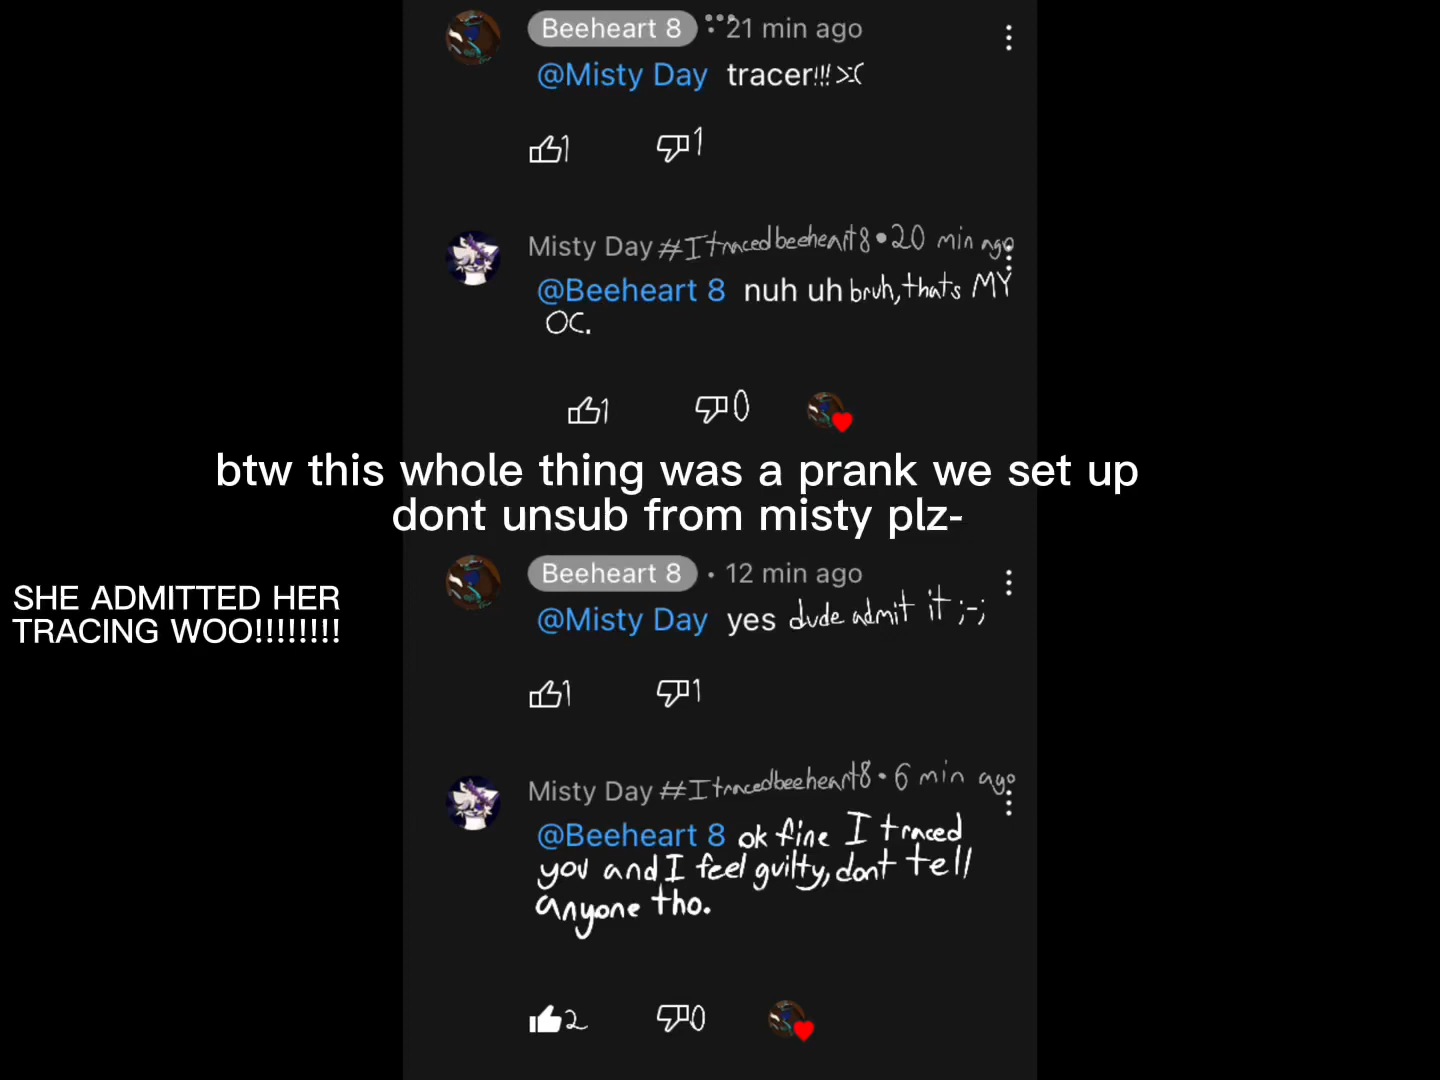 Beeheart 8 • 21 min ago
@Misty Day tracer!!! >:(
1 1
Misty Day #Itracedbeeheart8 • 20 min ago
@Beeheart 8 nuh uh bruh, thats MY
OC.
1 0
btw this whole thing was a prank we set up
dont unsub from misty plz-
Beeheart 8 • 12 min ago
@Misty Day yes dude admit it ;-;
SHE ADMITTED HER
TRACING WOO!!!!!!!!
1 1
Misty Day #Itracedbeeheart8 • 6 min ago
@Beeheart 8 ok fine I traced
you and I feel guilty, dont tell
anyone tho.
2 0